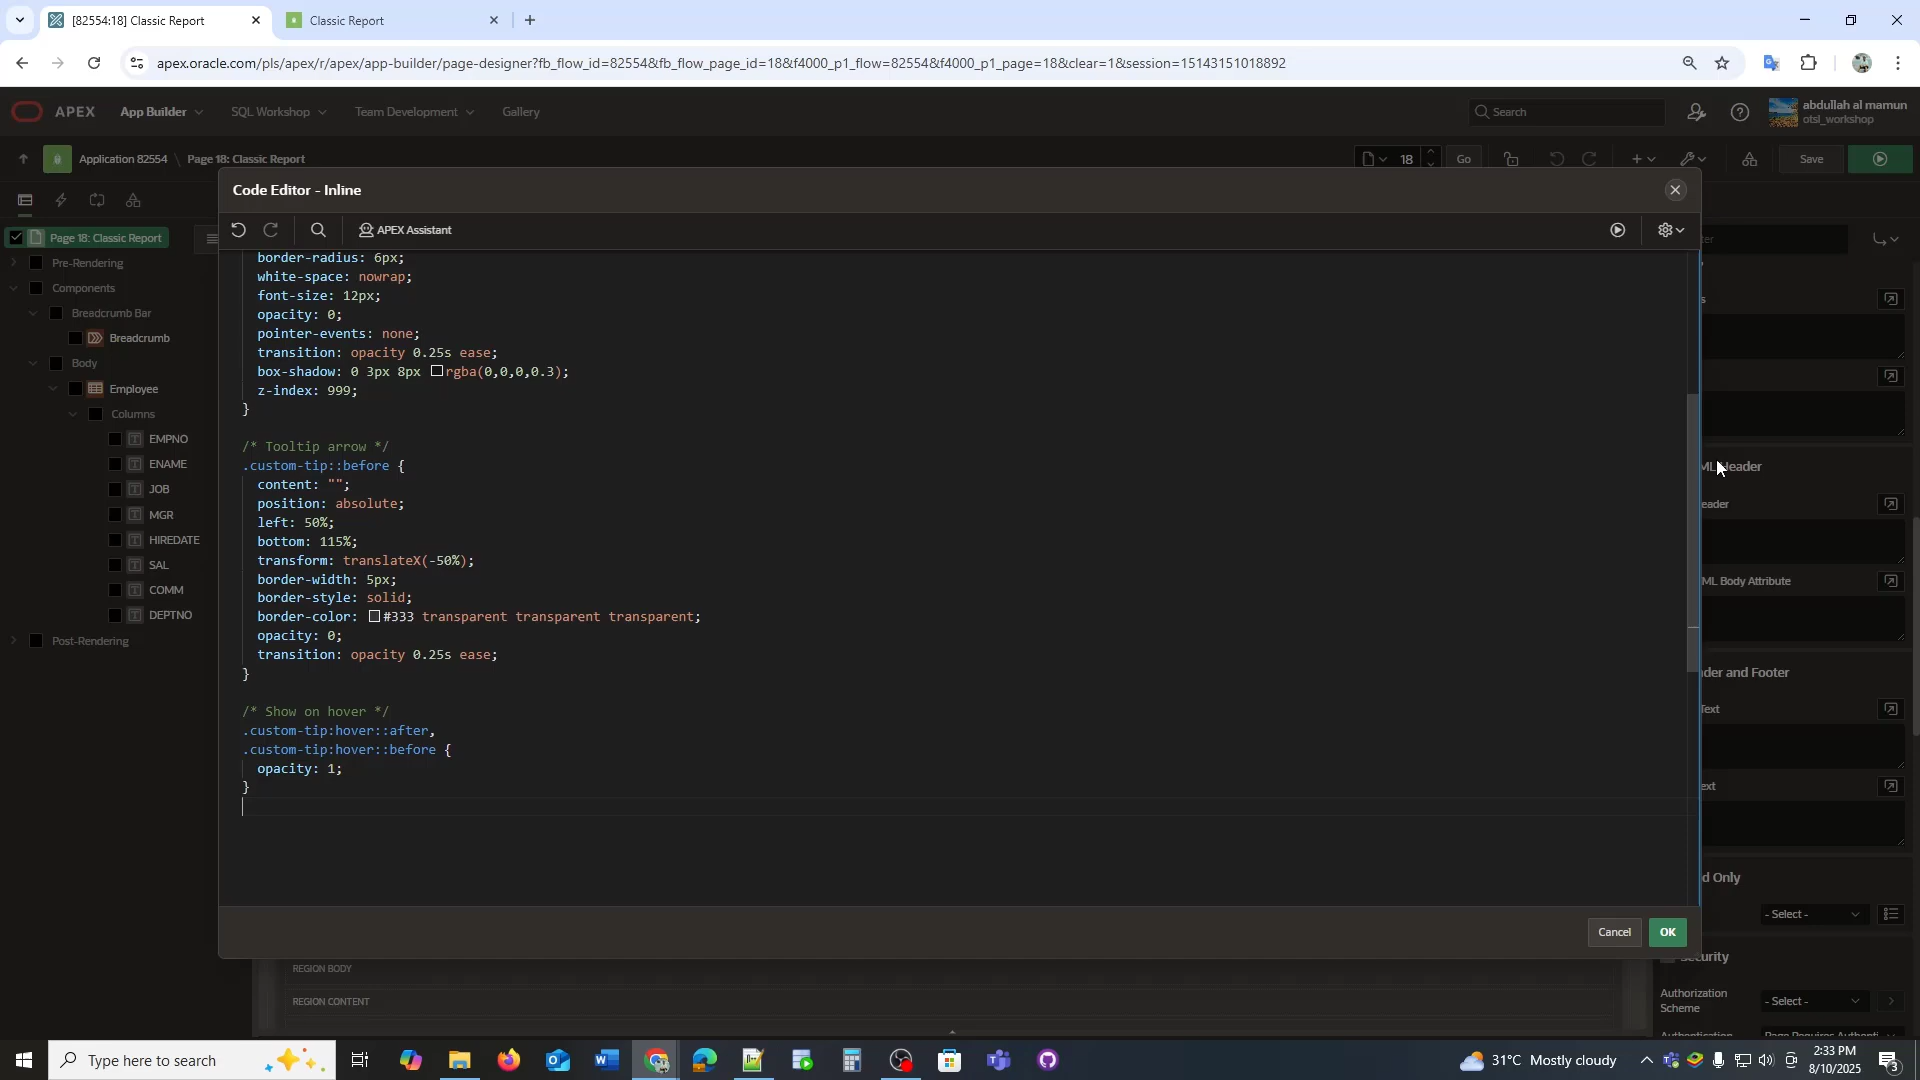 [82554:18] Classic Report
Classic Report
apex.oracle.com/pls/apex/r/apex/app-builder/page-designer?fb_flow_id=82554&fb_flow_page_id=18&f4000_p1_flow=82554&f4000_p1_page=18&clear=1&session=15143151018892
APEX App Builder SQL Workshop Team Development Gallery Search
abdullah al mamun
otsl_workshop
Application 82554 \ Page 18: Classic Report 18 Go Save
Code Editor - Inline
APEX Assistant
Page 18: Classic Report
Pre-Rendering
Components
Breadcrumb Bar
Breadcrumb
Body
Employee
Columns
EMPNO
ENAME
JOB
MGR
HIREDATE
SAL
COMM
DEPTNO
Post-Rendering
border-radius: 6px;
white-space: nowrap;
font-size: 12px;
opacity: 0;
pointer-events: none;
transition: opacity 0.25s ease;
box-shadow: 0 3px 8px rgba(0,0,0,0.3);
z-index: 999;
}
/* Tooltip arrow */
.custom-tip::before {
content: "";
position: absolute;
left: 50%;
bottom: 115%;
transform: translateX(-50%);
border-width: 5px;
border-style: solid;
border-color: #333 transparent transparent transparent;
opacity: 0;
transition: opacity 0.25s ease;
}
/* Show on hover */
.custom-tip:hover::after,
.custom-tip:hover::before {
opacity: 1;
}
Cancel OK
ML Header
eader
ML Body Attribute
der and Footer
Text
ext
d Only
- Select -
Security
Authorization
Scheme
- Select -
REGION BODY
REGION CONTENT
Type here to search
31°C Mostly cloudy
2:33 PM
8/10/2025
3